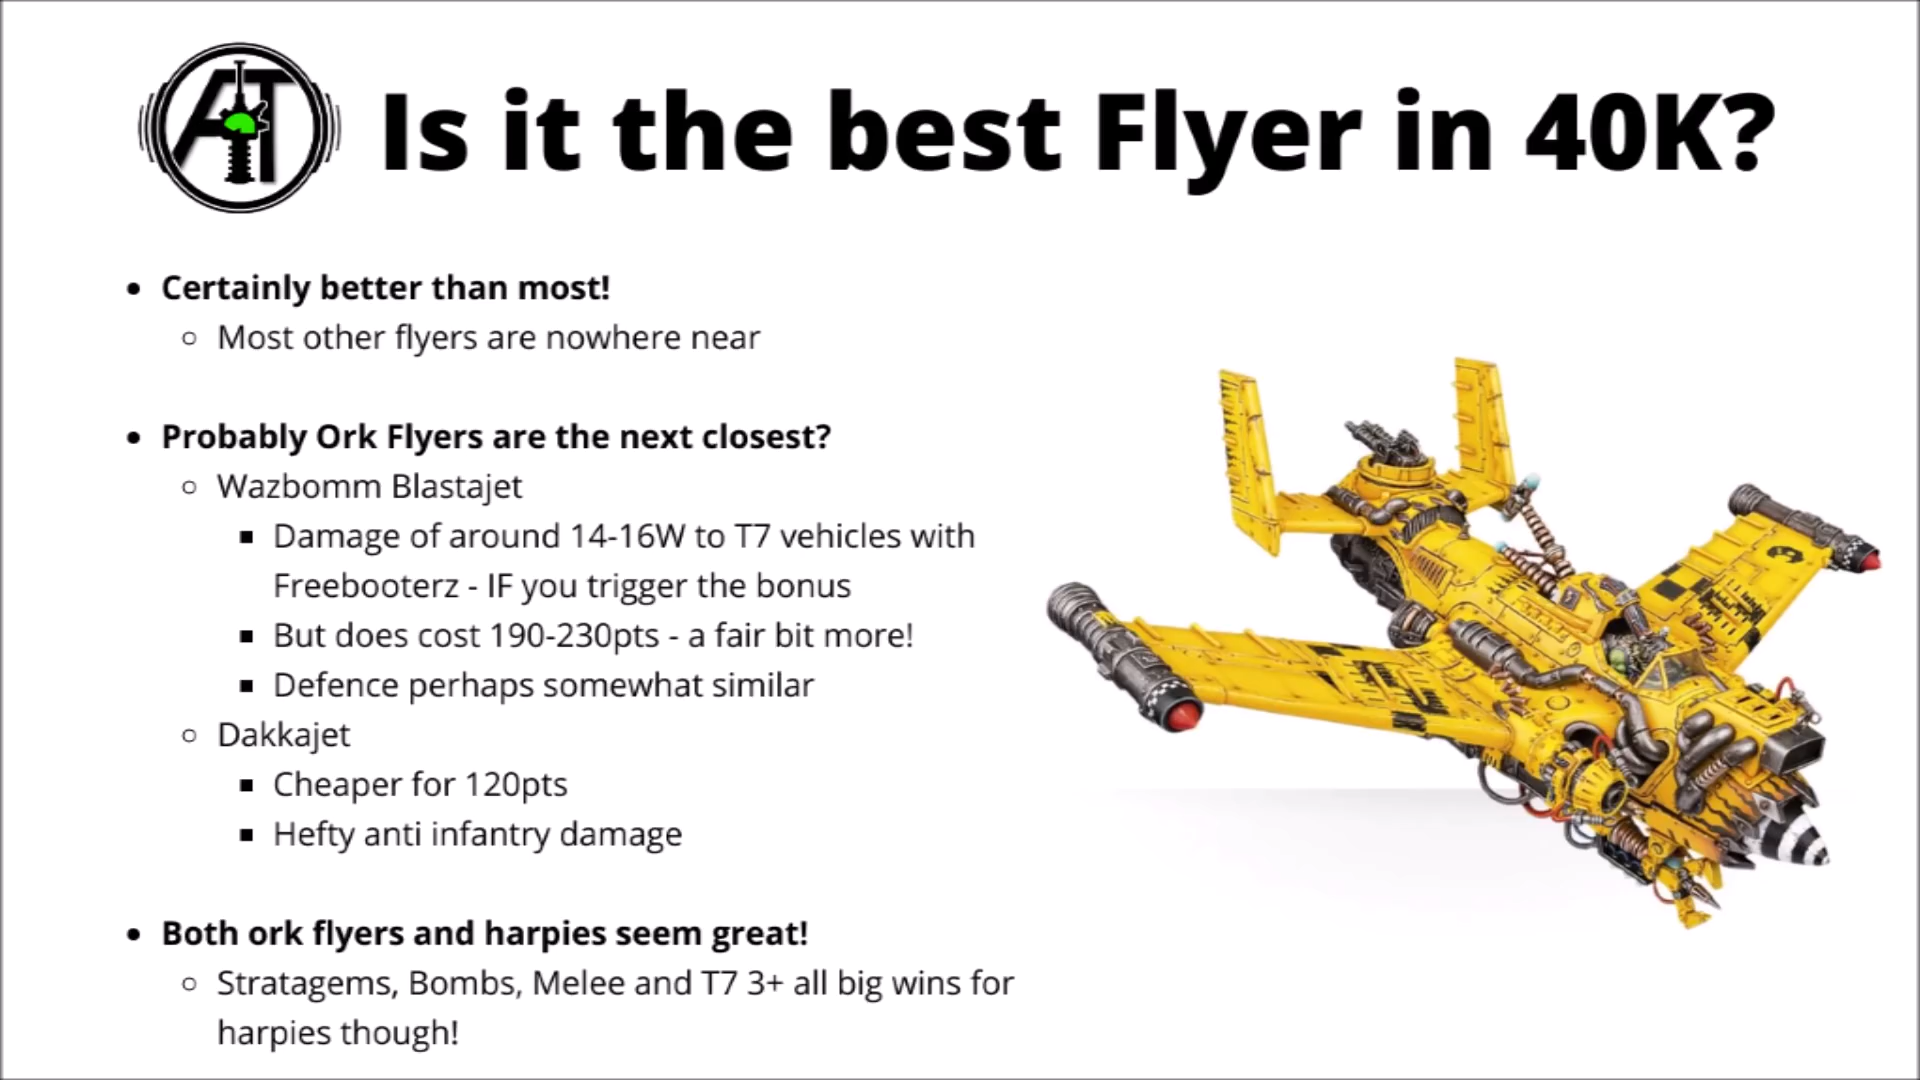 AT
Is it the best Flyer in 40K?
• Certainly better than most!
○ Most other flyers are nowhere near
• Probably Ork Flyers are the next closest?
○ Wazbomm Blastajet
▪ Damage of around 14-16W to T7 vehicles with
Freebooterz - IF you trigger the bonus
▪ But does cost 190-230pts - a fair bit more!
▪ Defence perhaps somewhat similar
○ Dakkajet
▪ Cheaper for 120pts
▪ Hefty anti infantry damage
• Both ork flyers and harpies seem great!
○ Stratagems, Bombs, Melee and T7 3+ all big wins for
harpies though!